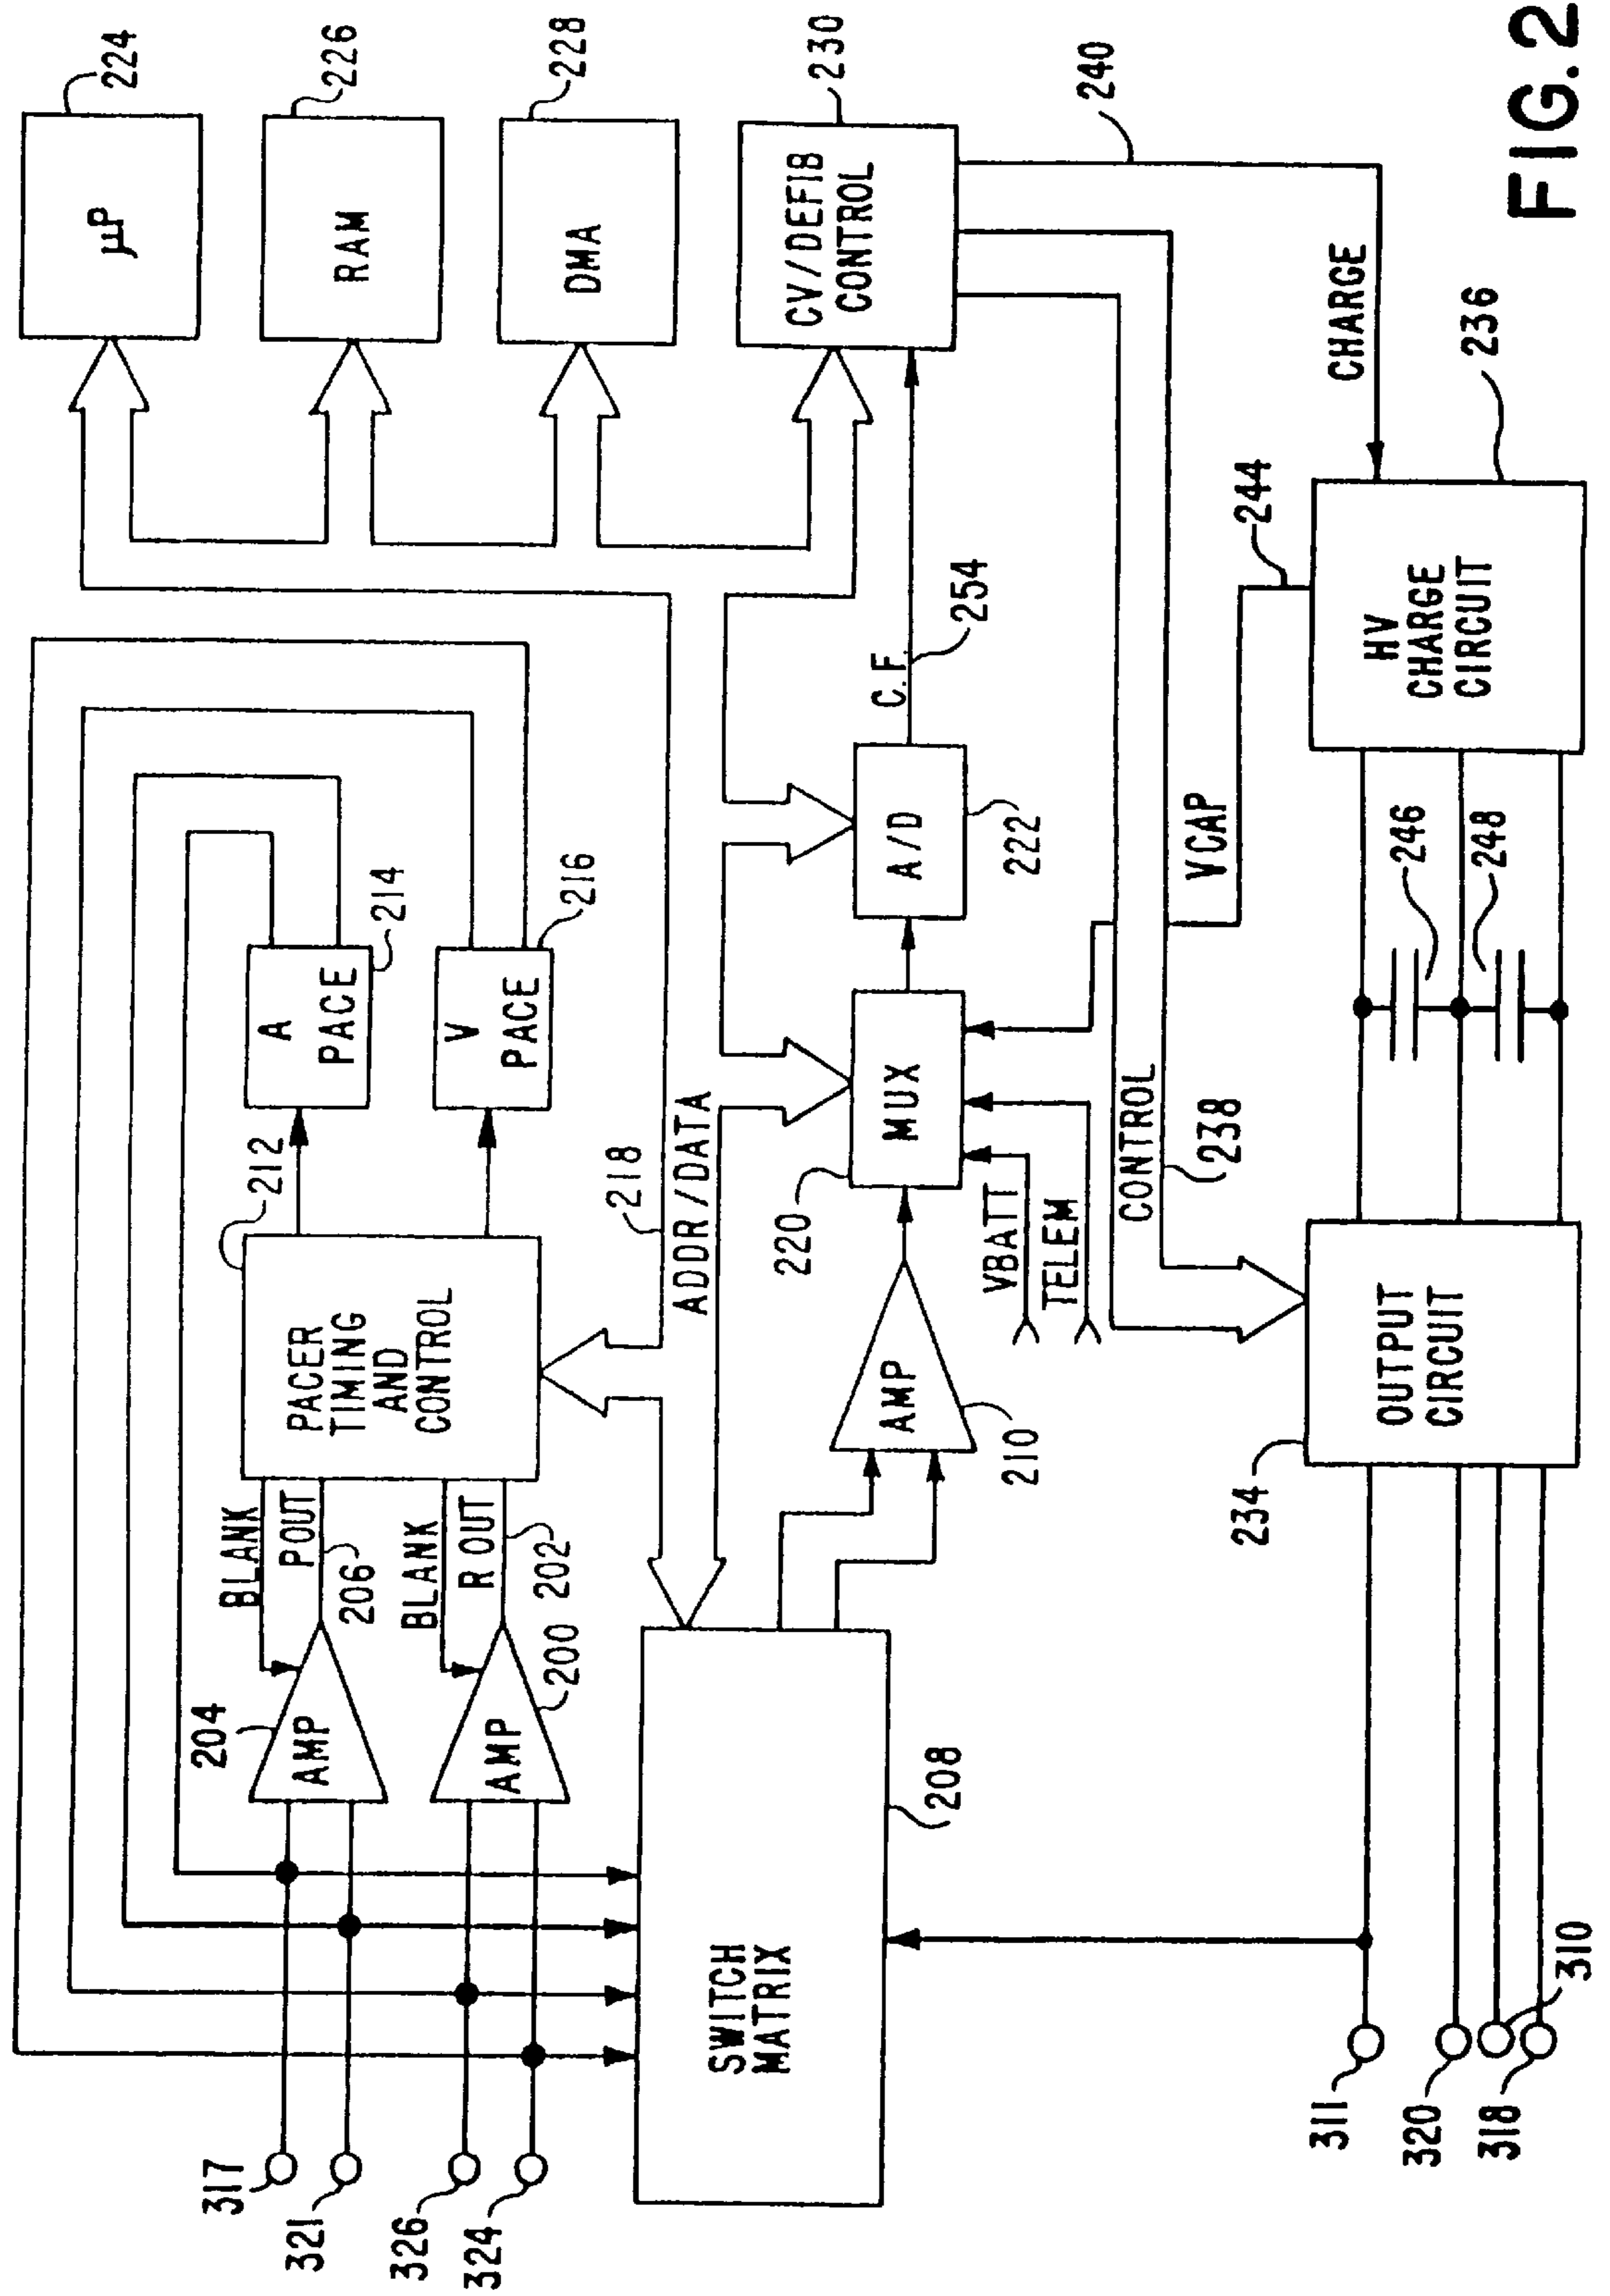 317
321
326
324
204
AMP
BLANK
POUT
206
AMP
200
BLANK
R OUT
202
PACER
TIMING
AND
CONTROL
212
A
PACE
214
V
PACE
216
218
ADDR/DATA
μP
224
RAM
226
DMA
228
CV/DEFIB
CONTROL
230
SWITCH
MATRIX
208
AMP
210
220
MUX
A/D
222
C.F.
254
VBATT
TELEM
CONTROL
238
VCAP
244
240
CHARGE
HV
CHARGE
CIRCUIT
236
246
248
234
OUTPUT
CIRCUIT
311
320
318
310
FIG. 2